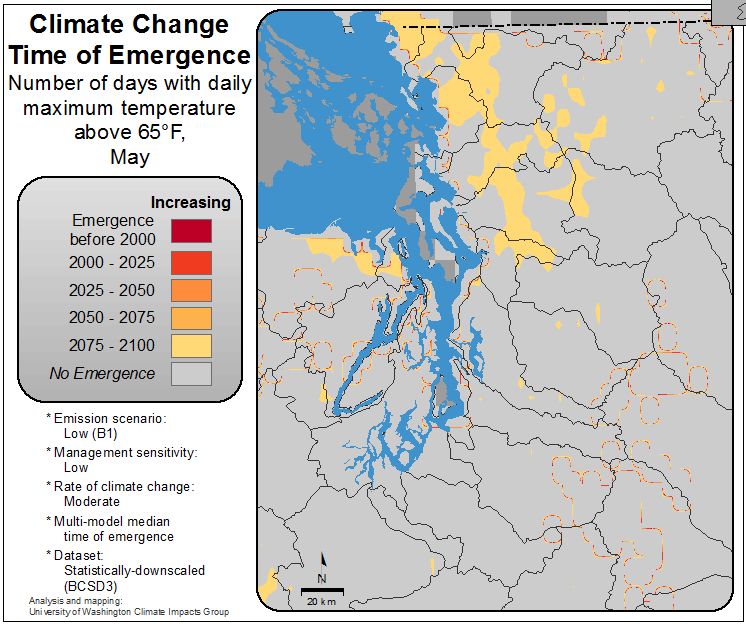 Climate Change
Time of Emergence
Number of days with daily
maximum temperature
above 65°F,
May
Increasing
Emergence
before 2000
2000 - 2025
2025 - 2050
2050 - 2075
2075 - 2100
No Emergence
* Emission scenario:
Low (B1)
* Management sensitivity:
Low
* Rate of climate change:
Moderate
* Multi-model median
time of emergence
* Dataset:
Statistically-downscaled
(BCSD3)
Analysis and mapping:
University of Washington Climate Impacts Group
N
20 km